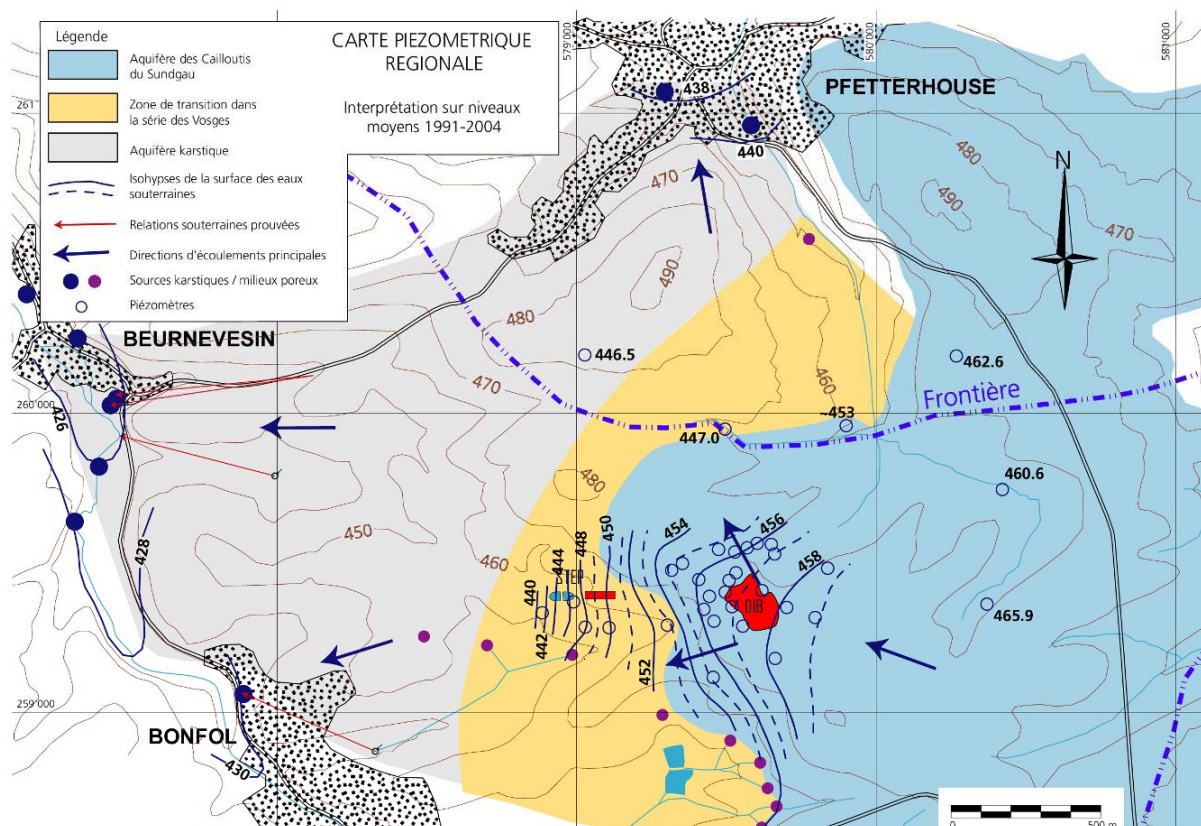 Légende
Aquifère des Cailloutis
du Sundgau
Zone de transition dans
la série des Vosges
Aquifère karstique
Isohypses de la surface des eaux
souterraines
Relations souterraines prouvées
Directions d'écoulements principales
Sources karstiques / milieu poreux
Piézomètres
CARTE PIEZOMETRIQUE
REGIONALE
Interprétation sur niveaux
moyens 1991-2004
579'000
580'000
581'000
261
438
PFETTERHOUSE
440
480
N
470
490
470
490
480
BEURNEVESIN
446.5
462.6
470
460
Frontière
260'000
426
~453
447.0
480
460.6
450
450
454
456
448
458
460
428
444
STEP
440
DIB
465.9
442
452
259'000
BONFOL
430
0
500 m